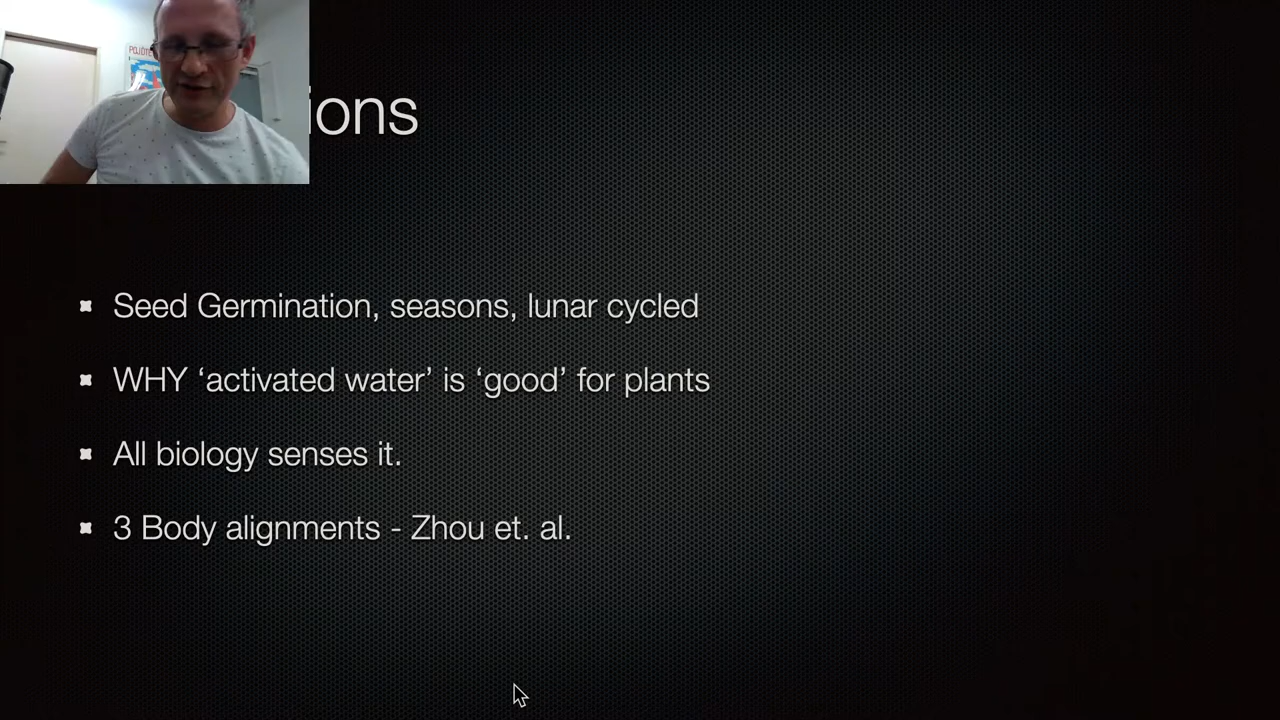 ions
Seed Germination, seasons, lunar cycled
WHY ‘activated water’ is ‘good’ for plants
All biology senses it.
3 Body alignments - Zhou et. al.